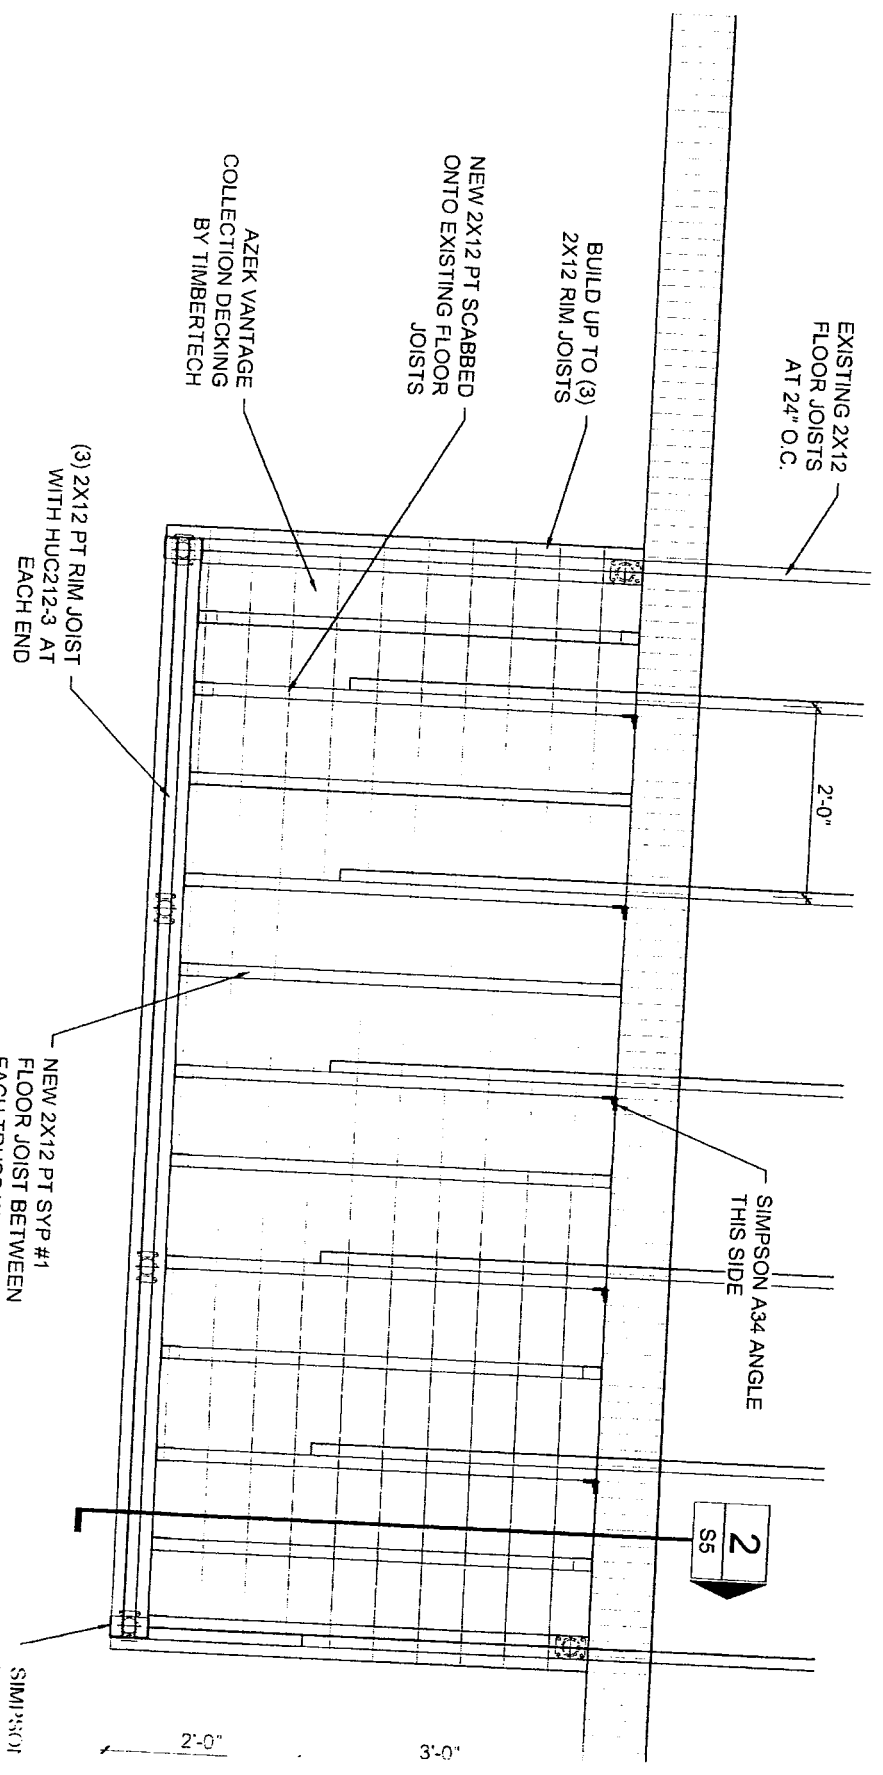 EXISTING 2X12
FLOOR JOISTS
AT 24" O.C.
BUILD UP TO (3)
2X12 RIM JOISTS
NEW 2X12 PT SCABBED
ONTO EXISTING FLOOR
JOISTS
AZEK VANTAGE
COLLECTION DECKING
BY TIMBERTECH
(3) 2X12 PT RIM JOIST
WITH HUC212-3 AT
EACH END
2'-0"
SIMPSON A34 ANGLE
THIS SIDE
NEW 2X12 PT SYP #1
FLOOR JOIST BETWEEN
2
S5
2'-0"
3'-0"